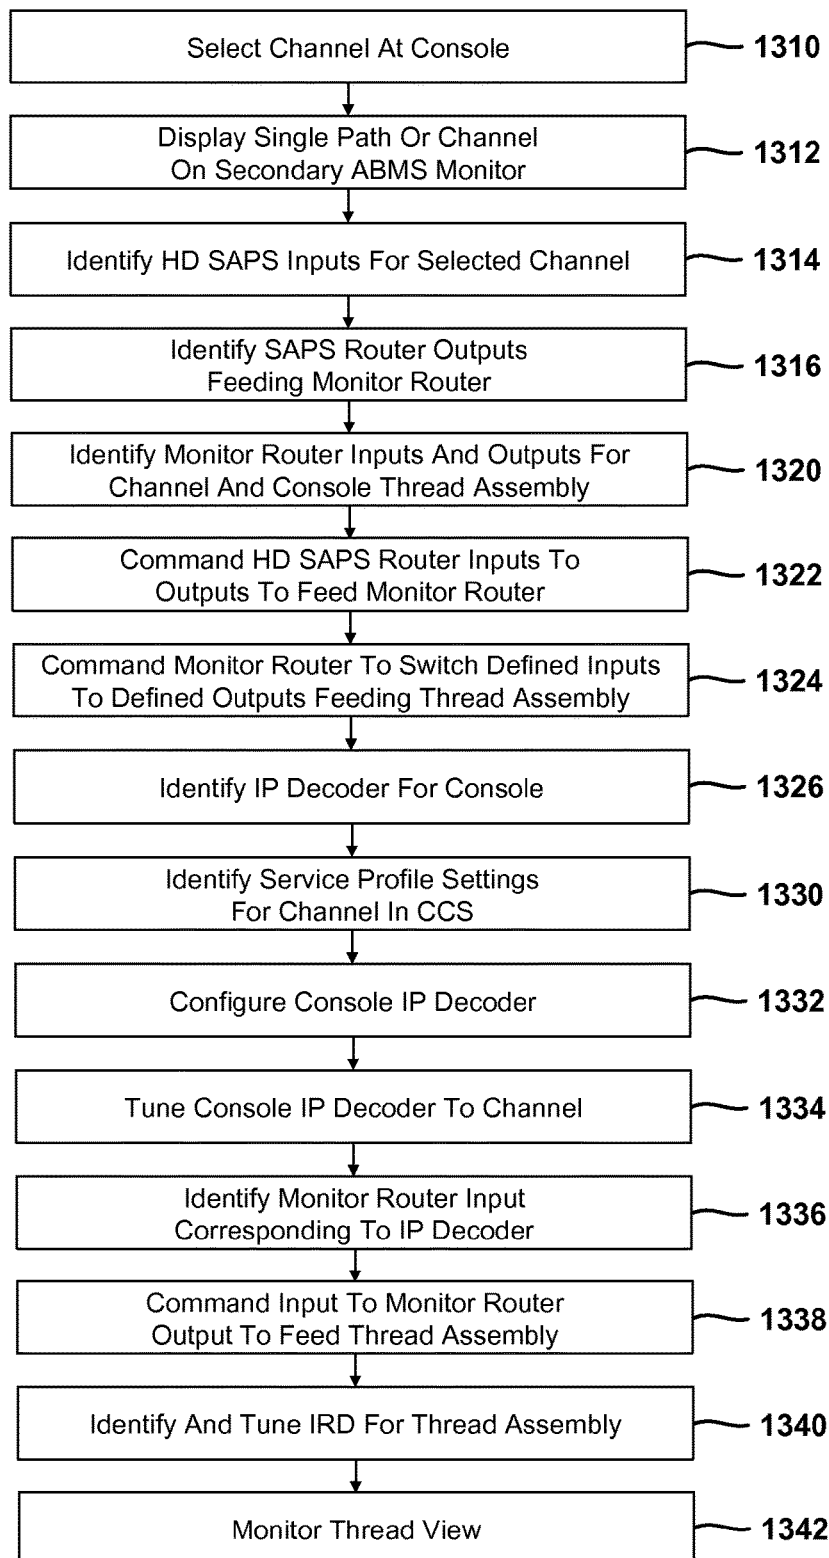 Select Channel At Console
1310
Display Single Path Or Channel
On Secondary ABMS Monitor
1312
Identify HD SAPS Inputs For Selected Channel
1314
Identify SAPS Router Outputs
Feeding Monitor Router
1316
Identify Monitor Router Inputs And Outputs For
Channel And Console Thread Assembly
1320
Command HD SAPS Router Inputs To
Outputs To Feed Monitor Router
1322
Command Monitor Router To Switch Defined Inputs
To Defined Outputs Feeding Thread Assembly
1324
Identify IP Decoder For Console
1326
Identify Service Profile Settings
For Channel In CCS
1330
Configure Console IP Decoder
1332
Tune Console IP Decoder To Channel
1334
Identify Monitor Router Input
Corresponding To IP Decoder
1336
Command Input To Monitor Router
Output To Feed Thread Assembly
1338
Identify And Tune IRD For Thread Assembly
1340
Monitor Thread View
1342